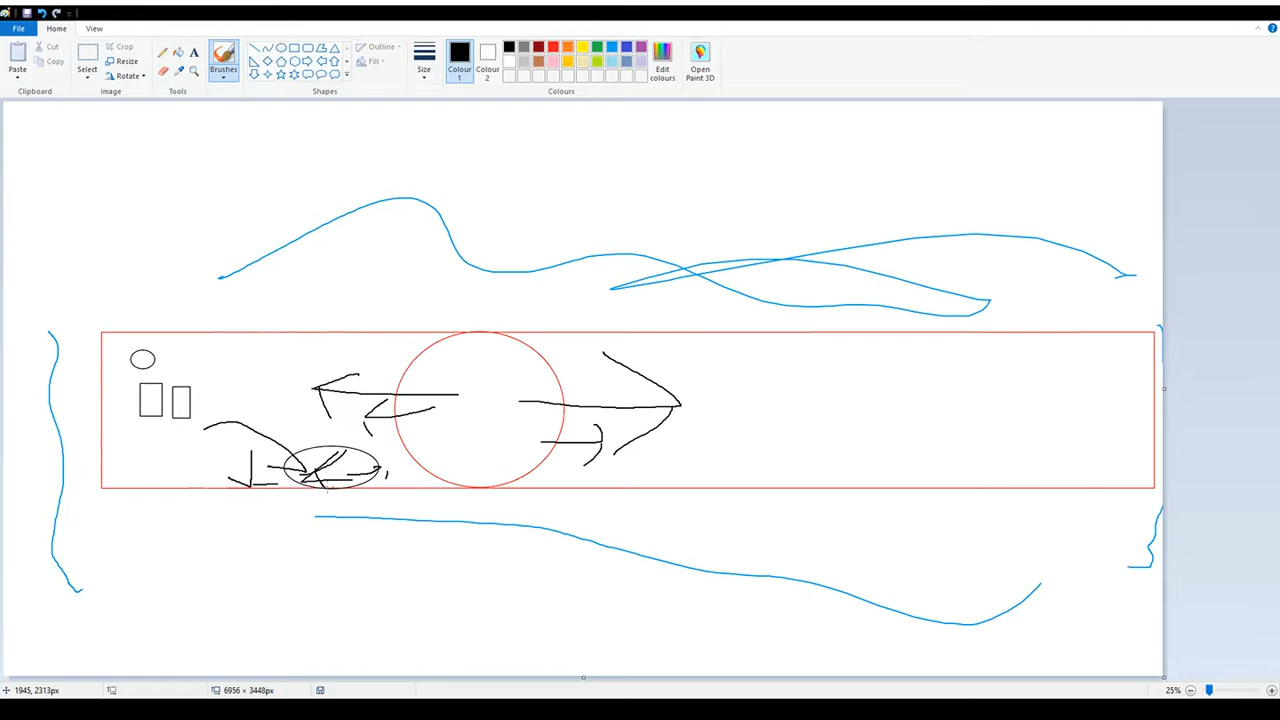 File Home View
Cut
Copy
Paste
Crop
Resize
Rotate
Select
Brushes
Outline
Fill
Size
Colour
1
Colour
2
Edit
colours
Open
Paint 3D
Clipboard Image Tools Shapes Colours
1945, 2313px 6956 × 3448px 25%